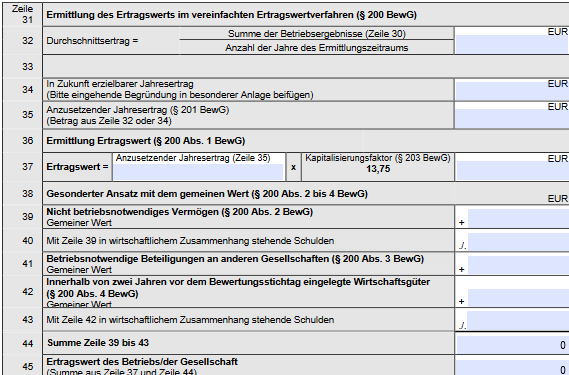 Zeile
31 Ermittlung des Ertragswerts im vereinfachten Ertragswertverfahren (§ 200 BewG)
Summe der Betriebsergebnisse (Zeile 30) EUR
32 Durchschnittsertrag =
Anzahl der Jahre des Ermittlungszeitraums
33
In Zukunft erzielbarer Jahresertrag EUR
34
(Bitte eingehende Begründung in besonderer Anlage beifügen)
Anzusetzender Jahresertrag (§ 201 BewG) EUR
35
(Betrag aus Zeile 32 oder 34)
36 Ermittlung Ertragswert (§ 200 Abs. 1 BewG)
Anzusetzender Jahresertrag (Zeile 35) Kapitalisierungsfaktor (§ 203 BewG) EUR
37 Ertragswert = x 13,75
38 Gesonderter Ansatz mit dem gemeinen Wert (§ 200 Abs. 2 bis 4 BewG) EUR
Nicht betriebsnotwendiges Vermögen (§ 200 Abs. 2 BewG)
39
Gemeiner Wert +
40 Mit Zeile 39 in wirtschaftlichem Zusammenhang stehende Schulden ./.
Betriebsnotwendige Beteiligungen an anderen Gesellschaften (§ 200 Abs. 3 BewG)
41
Gemeiner Wert +
Innerhalb von zwei Jahren vor dem Bewertungsstichtag eingelegte Wirtschaftsgüter
42 (§ 200 Abs. 4 BewG)
Gemeiner Wert +
43 Mit Zeile 42 in wirtschaftlichem Zusammenhang stehende Schulden ./.
44 Summe Zeile 39 bis 43 0
Ertragswert des Betriebs/der Gesellschaft
45 0
(Summe aus Zeile 37 und Zeile 44)